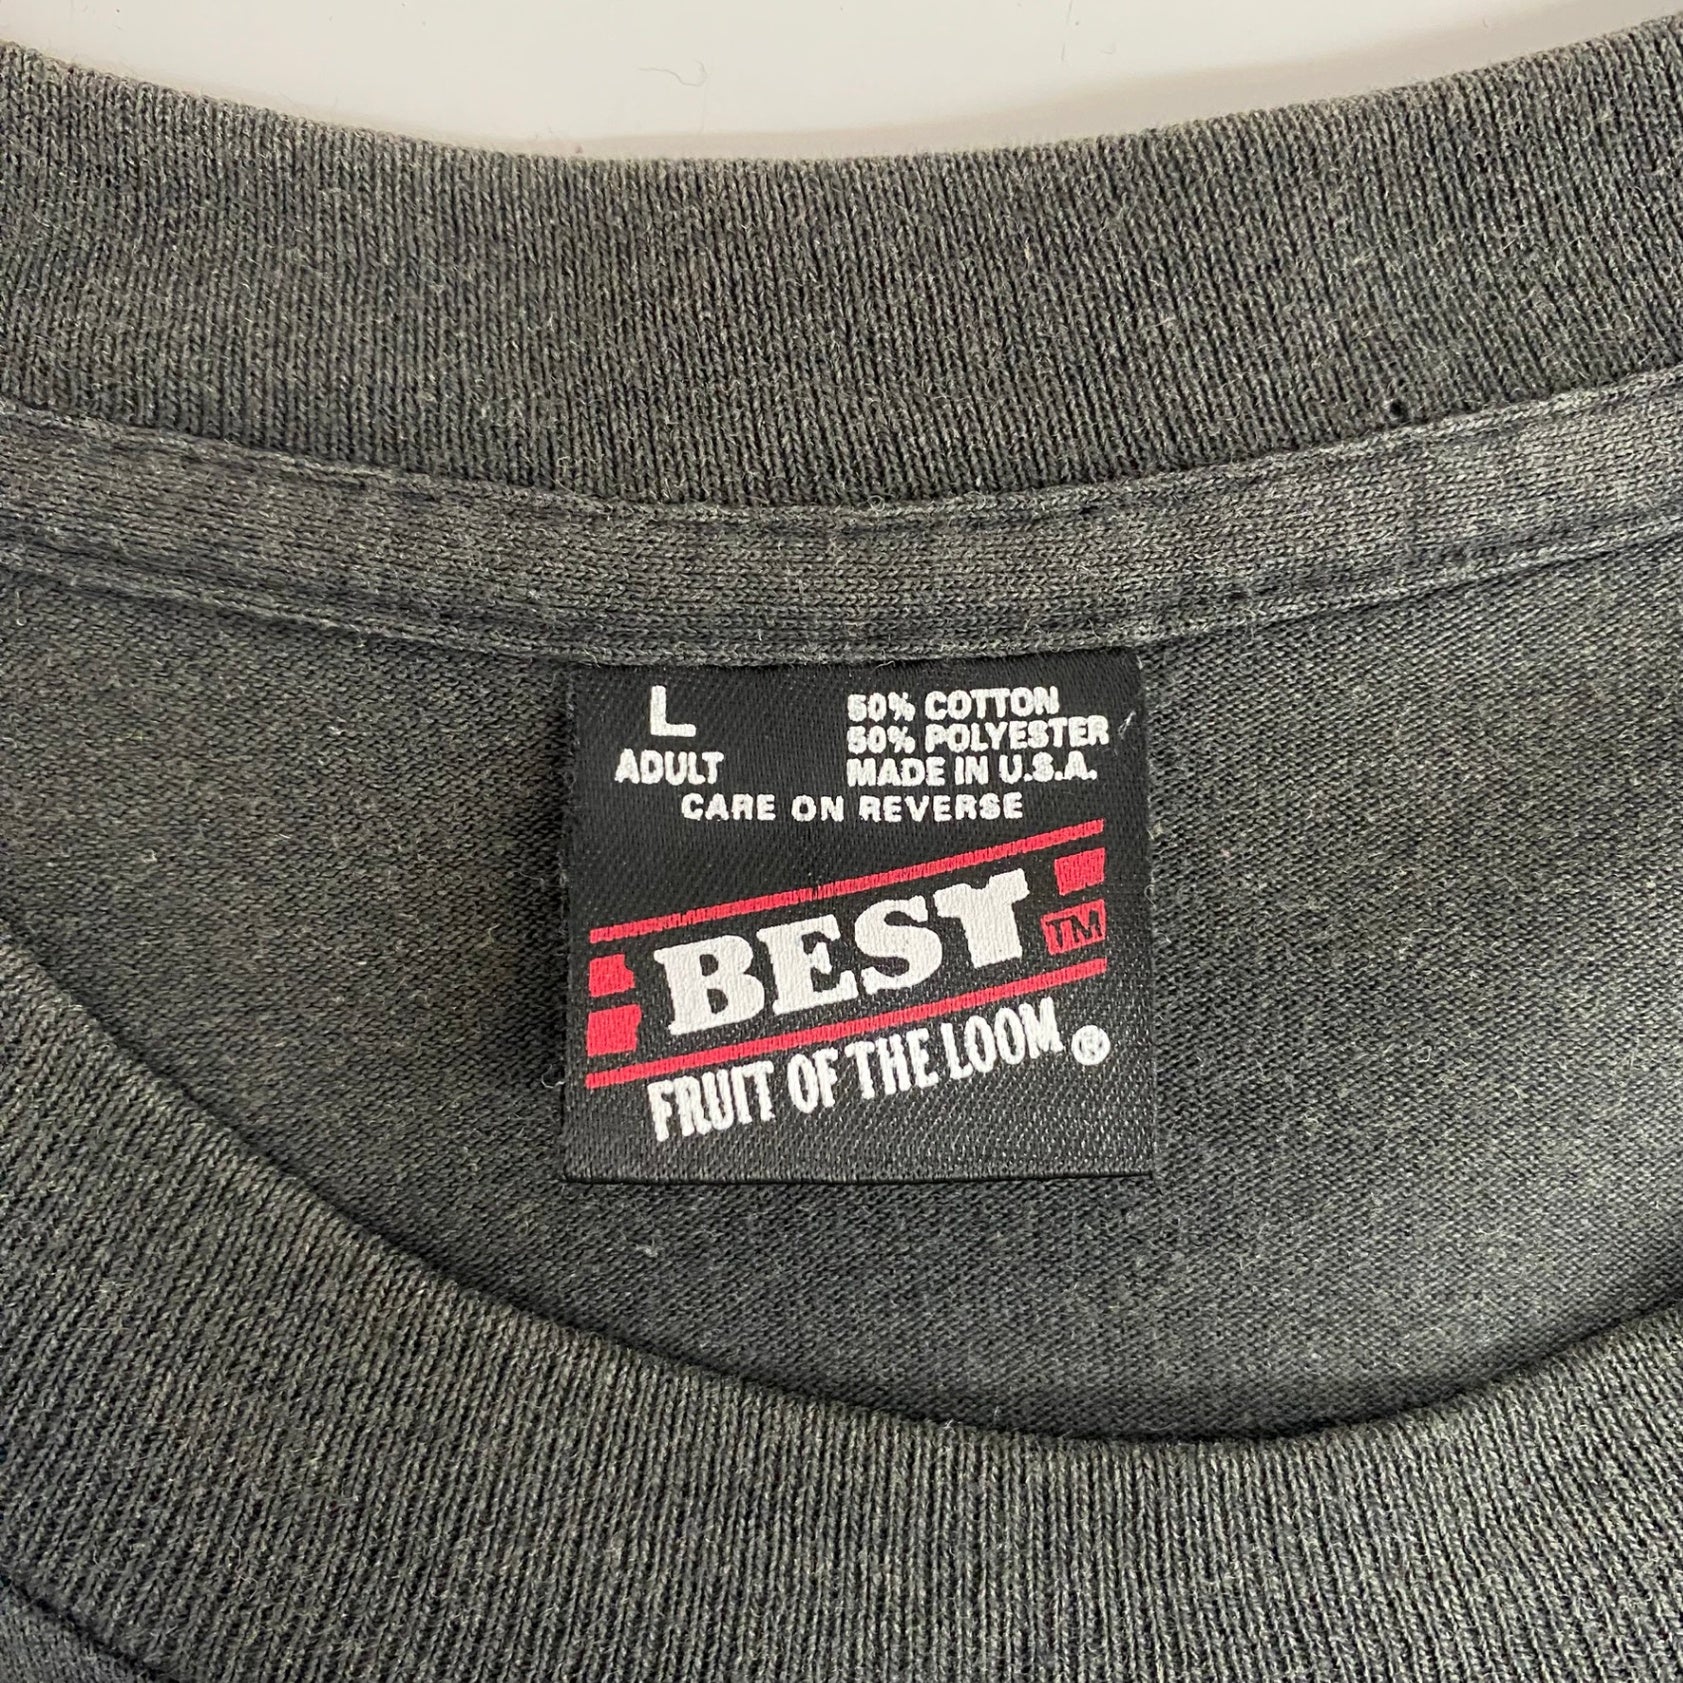 L
ADULT
50% COTTON
50% POLYESTER
MADE IN U.S.A.
CARE ON REVERSE
BEST TM
FRUIT OF THE LOOM ®